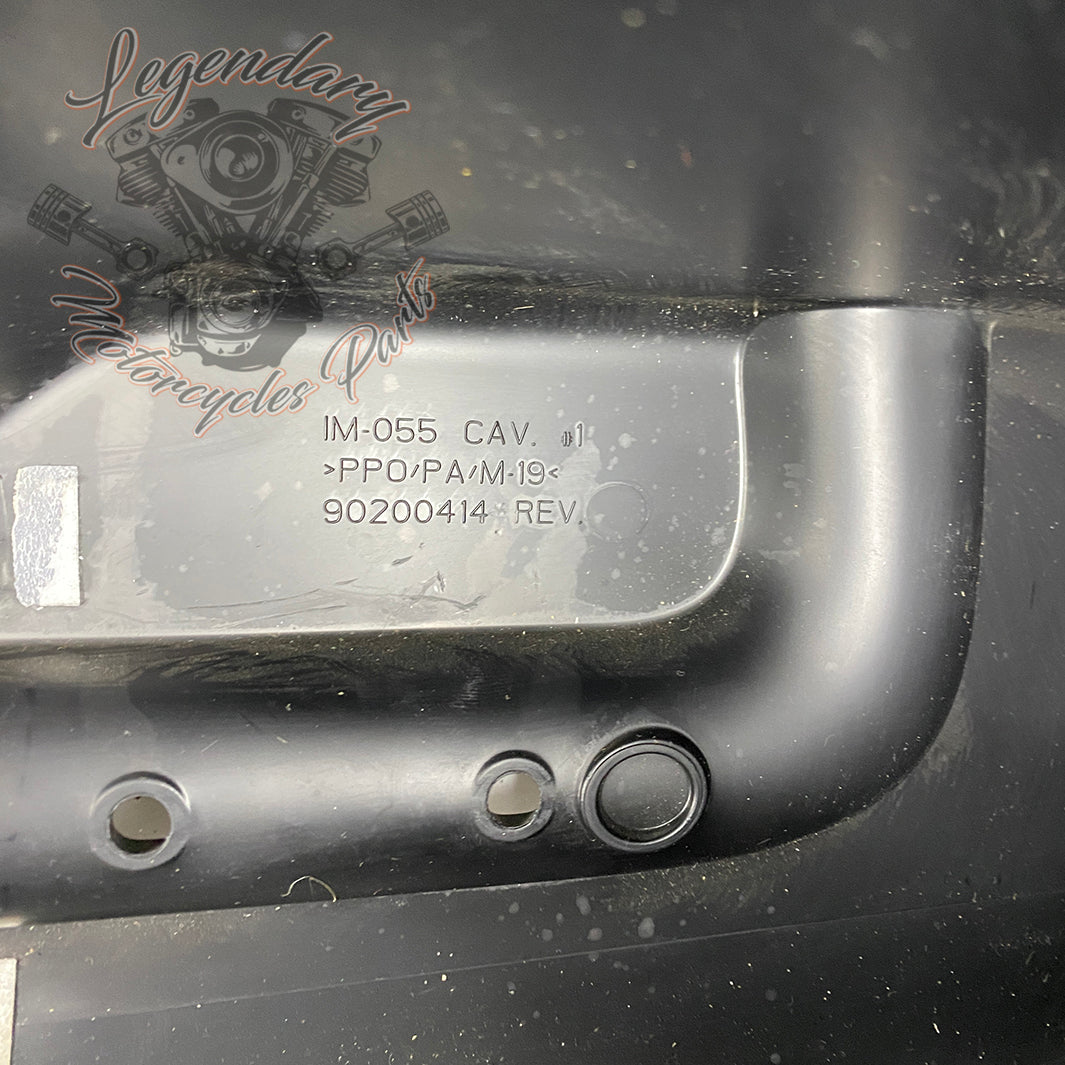 Legendary
Motorcycles Parts
IM-055 CAV. #1
>PPO/PA/M-19<
90200414 REV.